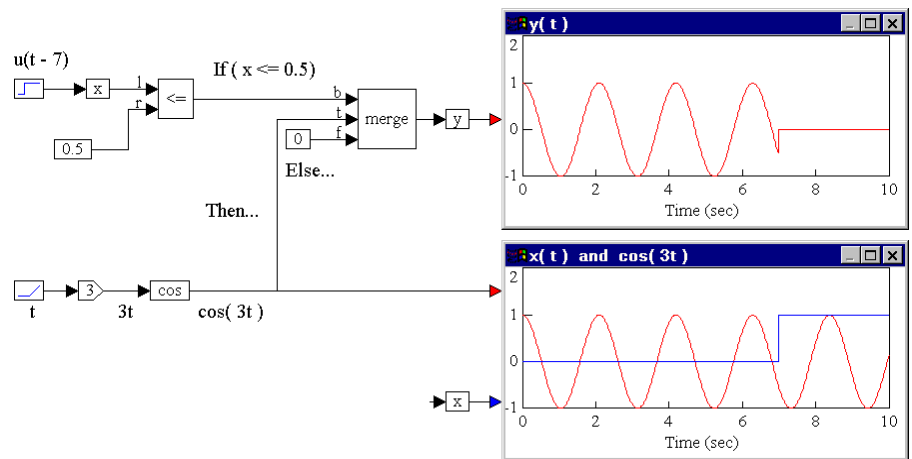 u(t - 7)
x
l
r
<=
0.5
If ( x <= 0.5)
b
t
f
0
merge
y
Else...
Then...
t
3
3t
cos
cos( 3t )
x
y( t )
2
1
0
-1
0 2 4 6 8 10
Time (sec)
x( t ) and cos( 3t )
2
1
0
-1
0 2 4 6 8 10
Time (sec)